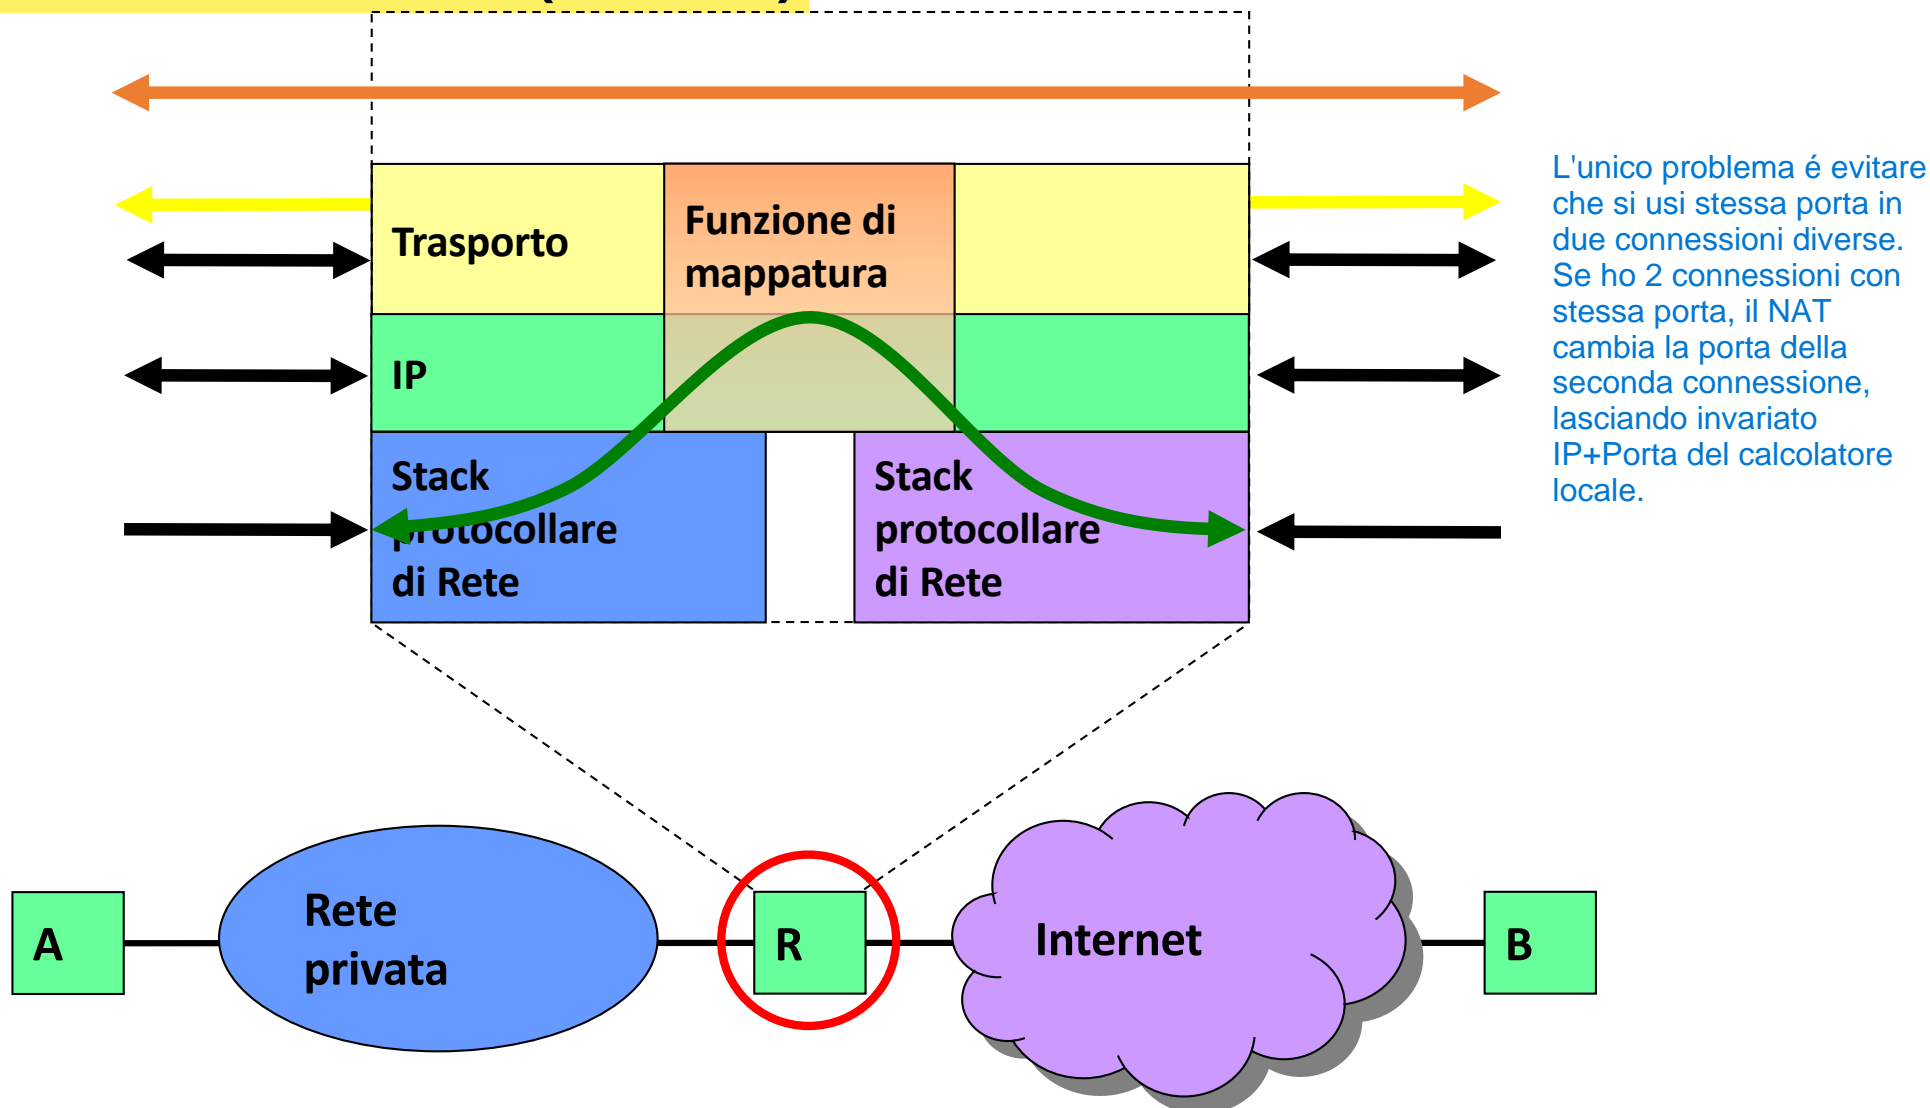 Trasporto
Funzione di
mappatura
IP
Stack
protocollare
di Rete
Stack
protocollare
di Rete
L'unico problema é evitare
che si usi stessa porta in
due connessioni diverse.
Se ho 2 connessioni con
stessa porta, il NAT
cambia la porta della
seconda connessione,
lasciando invariato
IP+Porta del calcolatore
locale.
A
Rete
privata
R
Internet
B